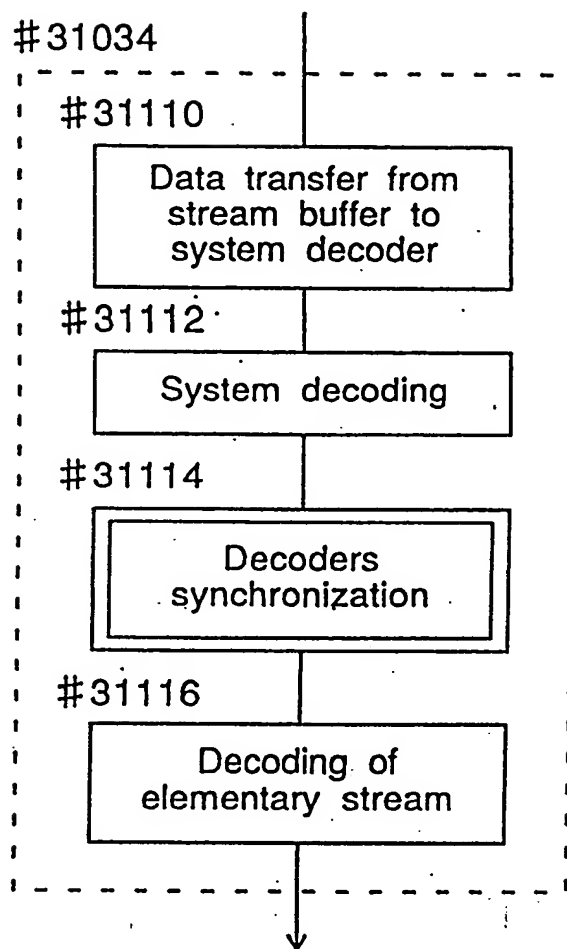 #31034
#31110
Data transfer from
stream buffer to
system decoder
#31112
System decoding
#31114
Decoders
synchronization
#31116
Decoding of
elementary stream